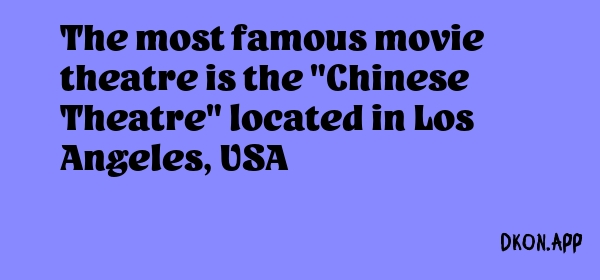 The most famous movie
theatre is the "Chinese
Theatre" located in Los
Angeles, USA
DKON.APP